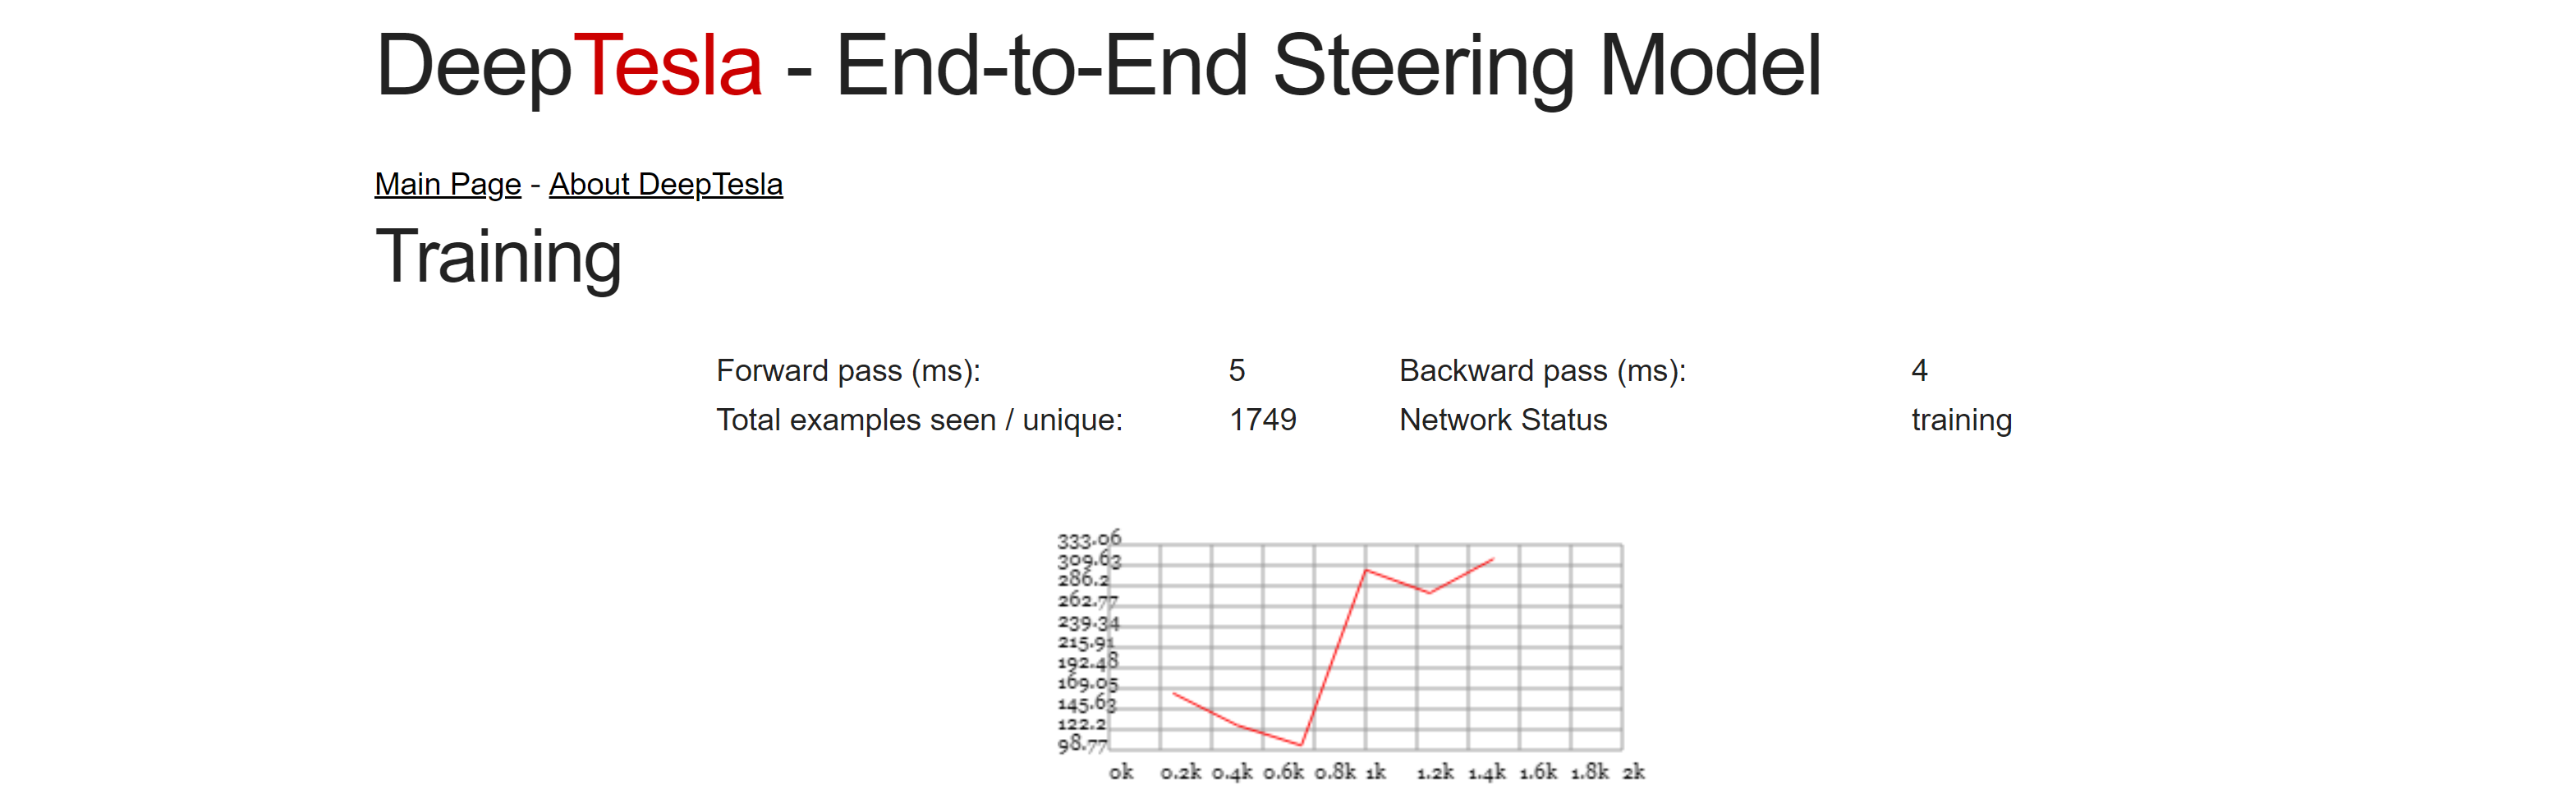 DeepTesla - End-to-End Steering Model
Main Page - About DeepTesla
Training
Forward pass (ms): 5 Backward pass (ms): 4
Total examples seen / unique: 1749 Network Status training
333.06
309.63
286.2
262.77
239.34
215.91
192.48
169.05
145.63
122.2
98.77
0k 0.2k 0.4k 0.6k 0.8k 1k 1.2k 1.4k 1.6k 1.8k 2k